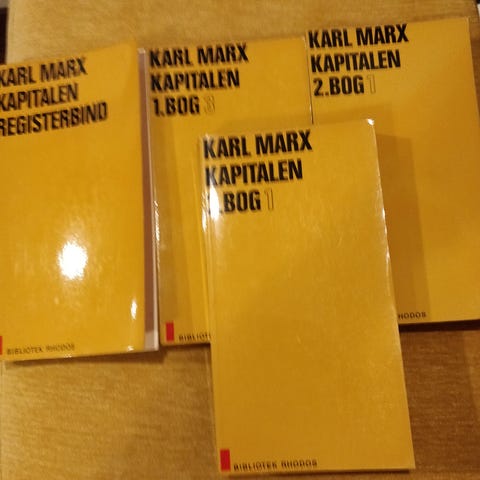 KARL MARX
KAPITALEN
REGISTERBIND
BIBLIOTEK RHODOS
KARL MARX
KAPITALEN
1.BOG 3
KARL MARX
KAPITALEN
2.BOG 1
RHODOS
KARL MARX
KAPITALEN
.BOG 1
BIBLIOTEK RHODOS